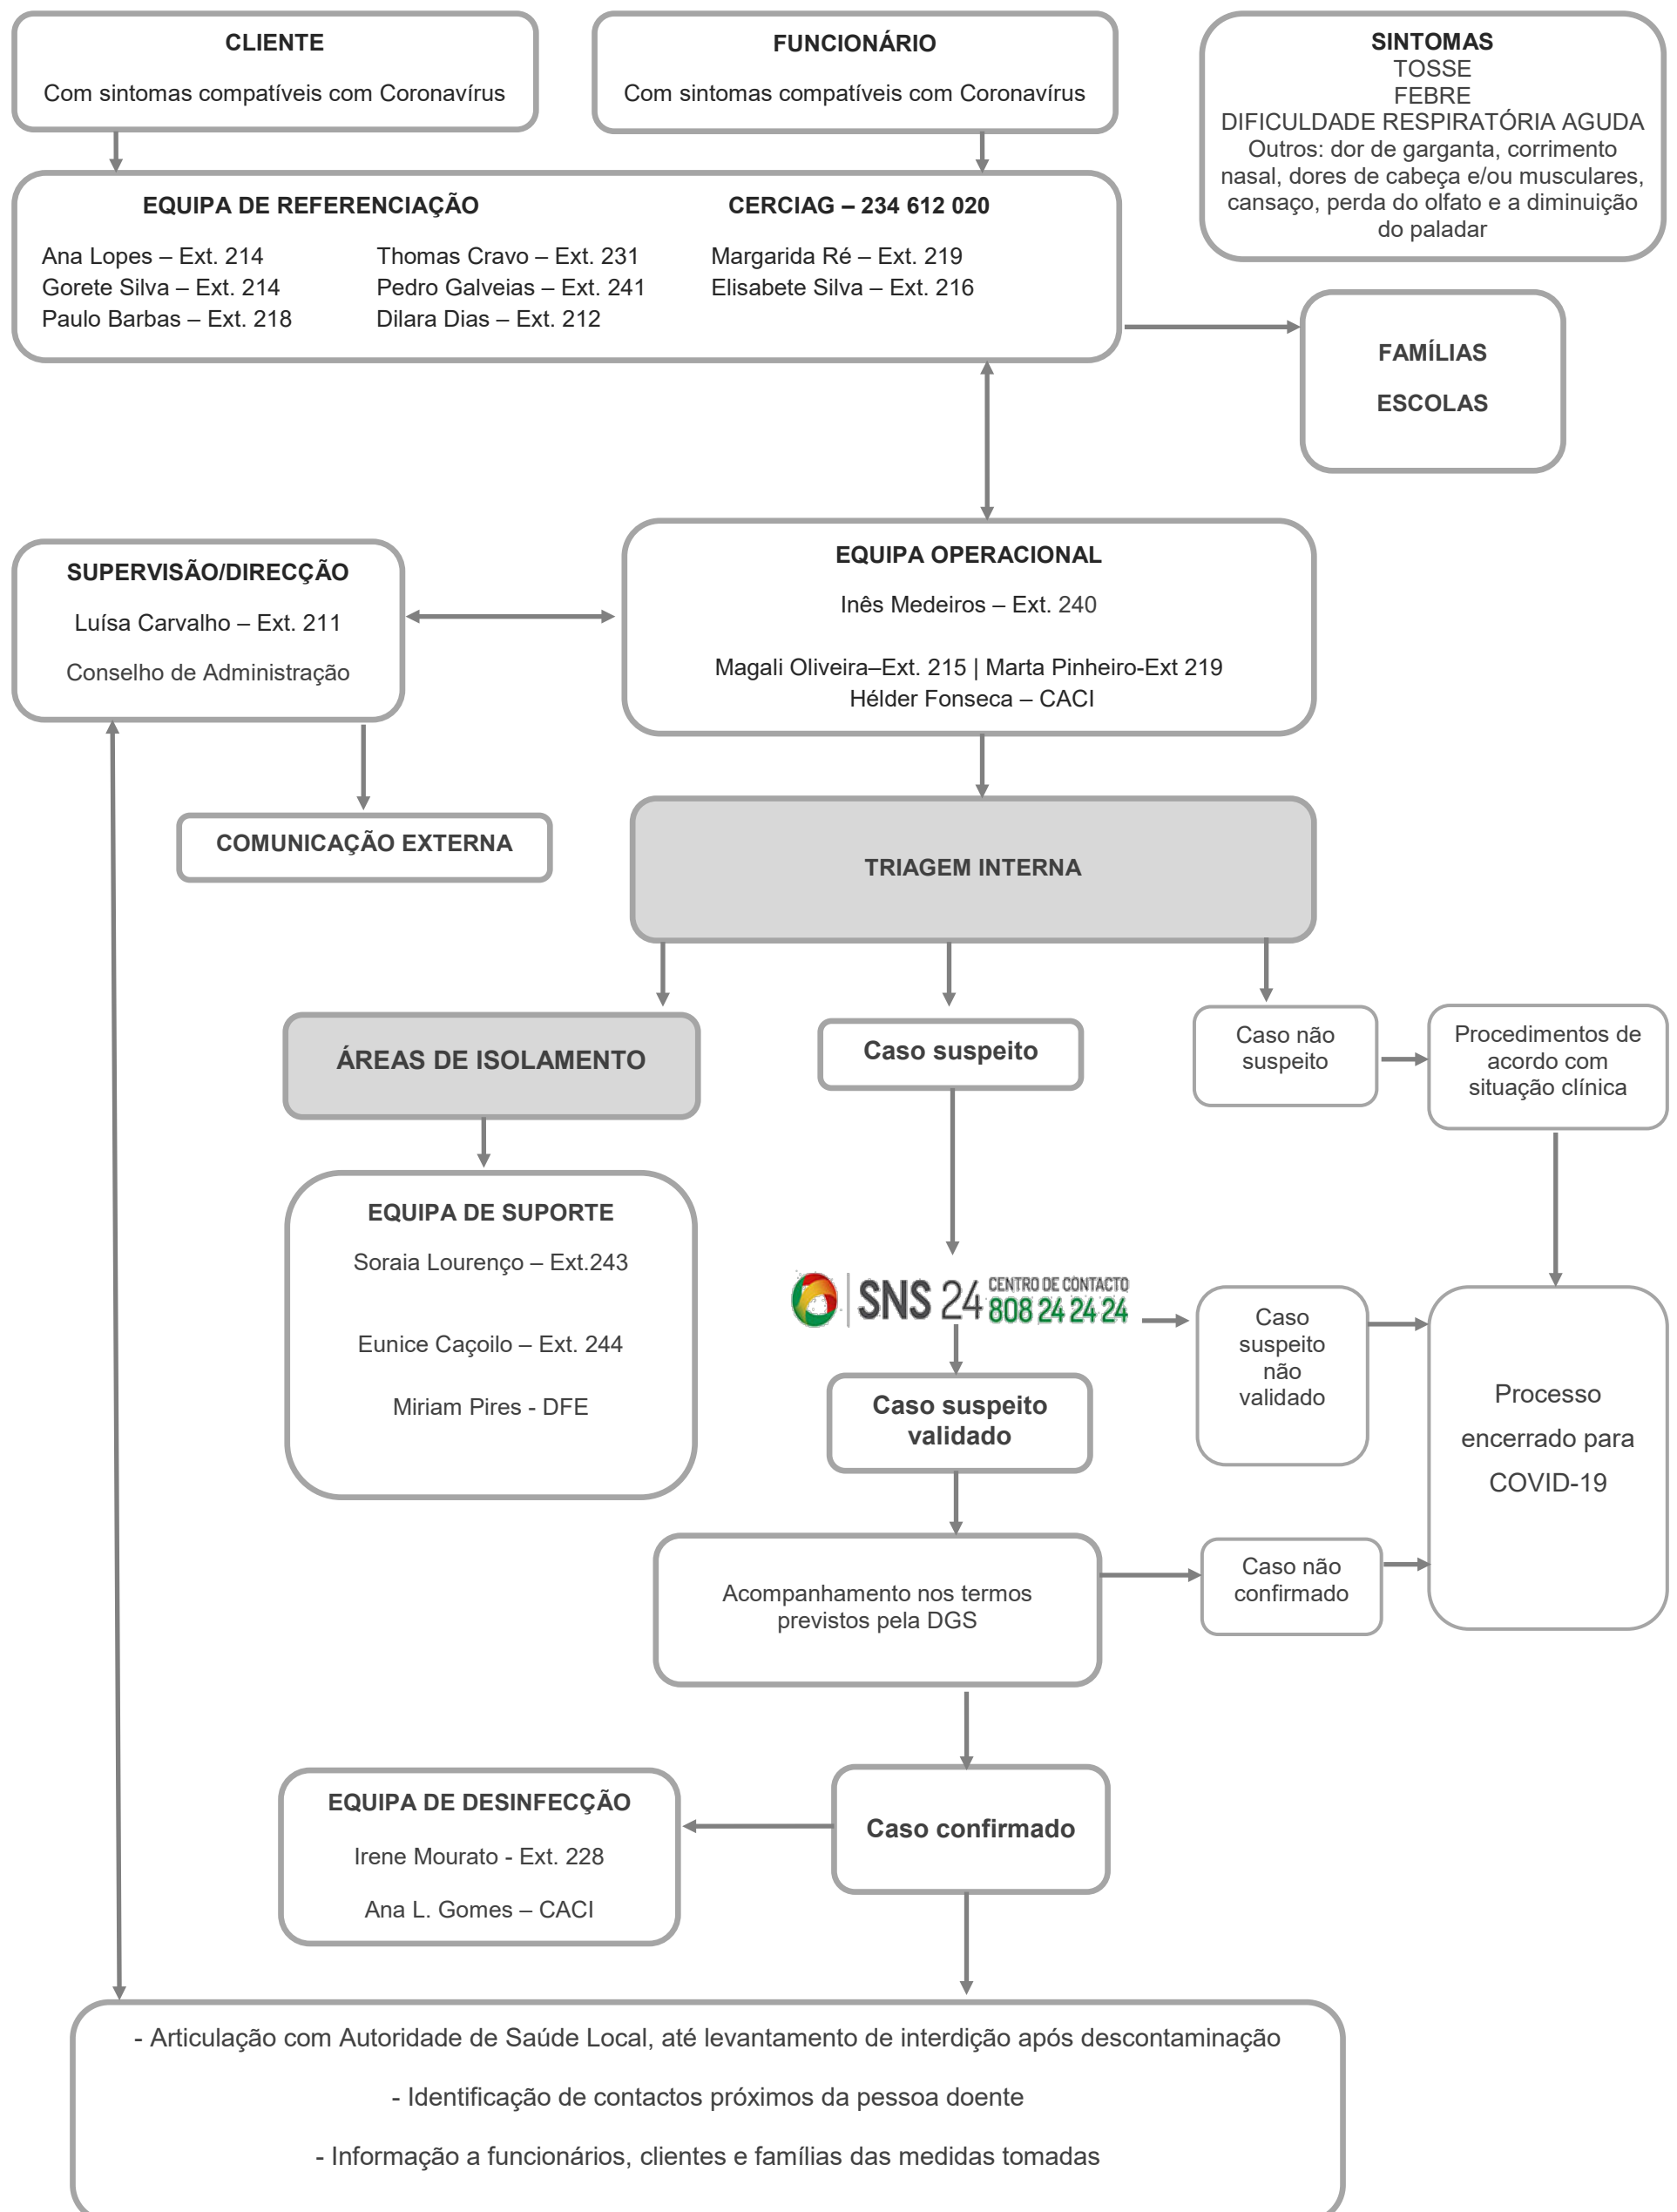 CLIENTE
Com sintomas compatíveis com Coronavírus
FUNCIONÁRIO
Com sintomas compatíveis com Coronavírus
SINTOMAS
TOSSE
FEBRE
DIFICULDADE RESPIRATÓRIA AGUDA
Outros: dor de garganta, corrimento
nasal, dores de cabeça e/ou musculares,
cansaço, perda do olfato e a diminuição
do paladar
EQUIPA DE REFERENCIAÇÃO
CERCIAG – 234 612 020
Ana Lopes – Ext. 214
Thomas Cravo – Ext. 231
Margarida Ré – Ext. 219
Gorete Silva – Ext. 214
Pedro Galveias – Ext. 241
Elisabete Silva – Ext. 216
Paulo Barbas – Ext. 218
Dilara Dias – Ext. 212
FAMÍLIAS
ESCOLAS
SUPERVISÃO/DIRECÇÃO
Luísa Carvalho – Ext. 211
Conselho de Administração
EQUIPA OPERACIONAL
Inês Medeiros – Ext. 240
Magali Oliveira–Ext. 215 | Marta Pinheiro-Ext 219
Hélder Fonseca – CACI
COMUNICAÇÃO EXTERNA
TRIAGEM INTERNA
ÁREAS DE ISOLAMENTO
Caso suspeito
Caso não
suspeito
Procedimentos de
acordo com
situação clínica
EQUIPA DE SUPORTE
Soraia Lourenço – Ext.243
Eunice Caçoilo – Ext. 244
Miriam Pires - DFE
SNS 24
CENTRO DE CONTACTO
808 24 24 24
Caso
suspeito
não
validado
Caso suspeito
validado
Processo
encerrado para
COVID-19
Acompanhamento nos termos
previstos pela DGS
Caso não
confirmado
EQUIPA DE DESINFECÇÃO
Irene Mourato - Ext. 228
Ana L. Gomes – CACI
Caso confirmado
- Articulação com Autoridade de Saúde Local, até levantamento de interdição após descontaminação
- Identificação de contactos próximos da pessoa doente
- Informação a funcionários, clientes e famílias das medidas tomadas